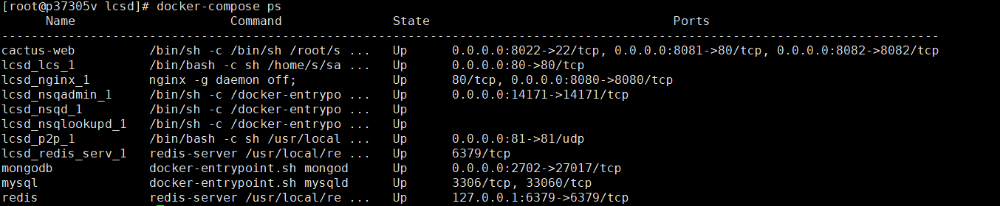 [root@p37305v lcsd]# docker-compose ps
Name Command State Ports
--------------------------------------------------------------------------------------------------------------------------------
cactus-web /bin/sh -c /bin/sh /root/s ... Up 0.0.0.0:8022->22/tcp, 0.0.0.0:8081->80/tcp, 0.0.0.0:8082->8082/tcp
lcsd_lcs_1 /bin/bash -c sh /home/s/sa ... Up 0.0.0.0:80->80/tcp
lcsd_nginx_1 nginx -g daemon off; Up 80/tcp, 0.0.0.0:8080->8080/tcp
lcsd_nsqadmin_1 /bin/sh -c /docker-entrypo ... Up 0.0.0.0:14171->14171/tcp
lcsd_nsqd_1 /bin/sh -c /docker-entrypo ... Up
lcsd_nsqlookupd_1 /bin/sh -c /docker-entrypo ... Up
lcsd_p2p_1 /bin/bash -c sh /usr/local ... Up 0.0.0.0:81->81/udp
lcsd_redis_serv_1 redis-server /usr/local/re ... Up 6379/tcp
mongodb docker-entrypoint.sh mongod Up 0.0.0.0:2702->27017/tcp
mysql docker-entrypoint.sh mysqld Up 3306/tcp, 33060/tcp
redis redis-server /usr/local/re ... Up 127.0.0.1:6379->6379/tcp